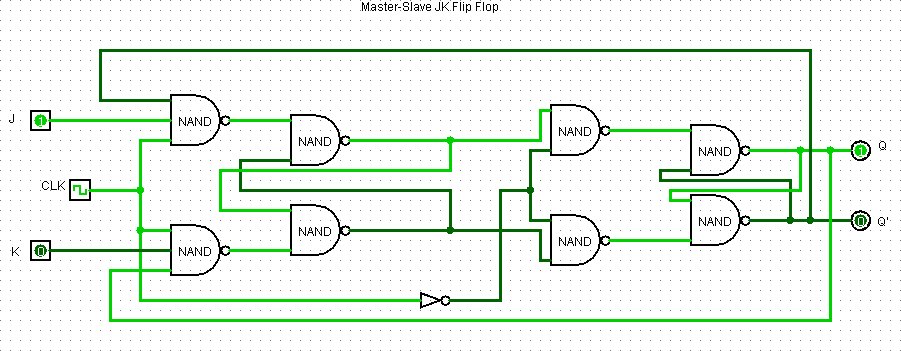 Master-Slave JK Flip Flop
J
1
NAND
NAND
NAND
NAND
1
Q
CLK
NAND
NAND
NAND
NAND
0
Q'
K
0